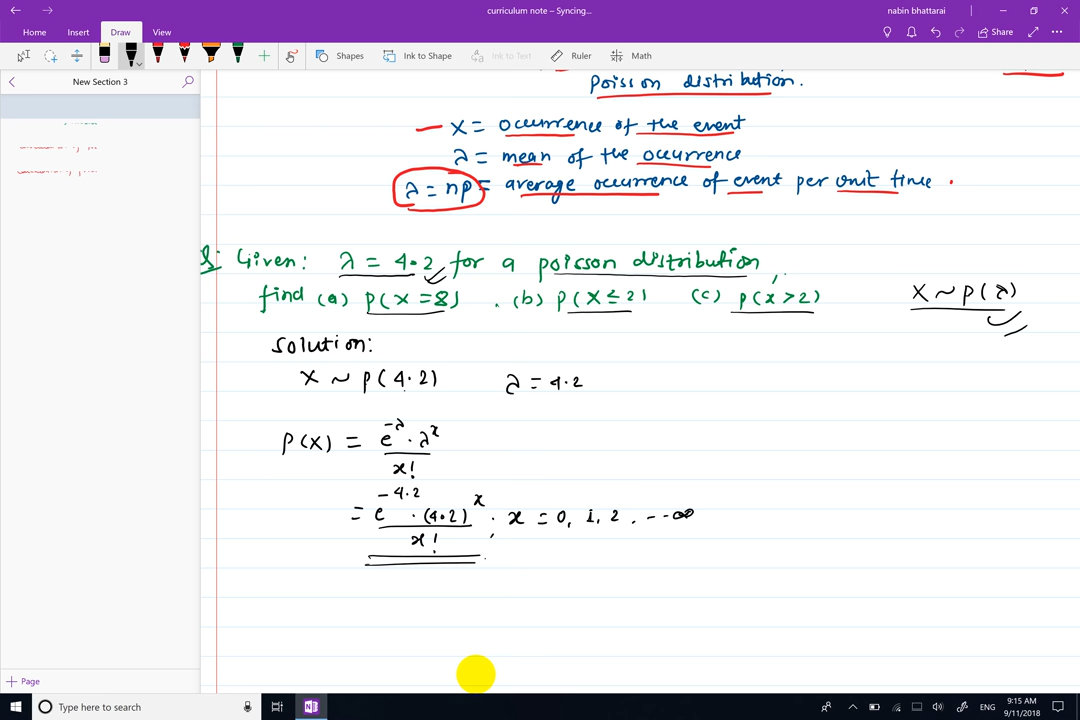 curriculum note – Syncing...
nabin bhattarai
Home Insert Draw View
Share
Shapes Ink to Shape Ink to Text Ruler Math
New Section 3
Poisson distribution.
x = occurrence of the event
λ = mean of the occurrence
λ = np = average occurrence of event per unit time.
Q: Given: λ = 4.2 for a poisson distribution,
find (a) P(X = 8). (b) P(X ≤ 2) (c) P(x > 2)
X ~ P(λ)
Solution:
X ~ P(4.2) λ = 4.2
P(X) = e^-λ . λ^x / x!
= e^-4.2 . (4.2)^x / x! , x = 0, 1, 2 . --- ∞
+ Page
Type here to search
ENG
9:15 AM
9/11/2018